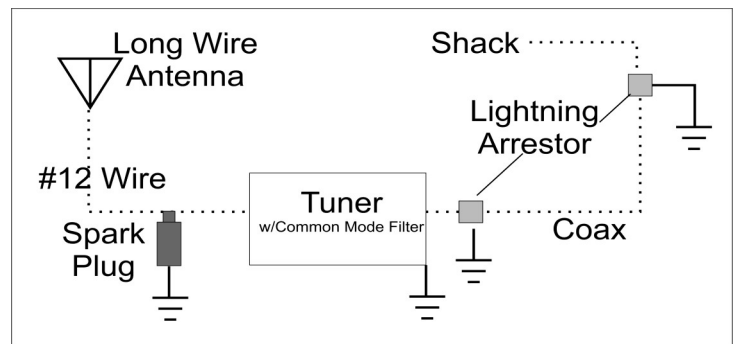 Long Wire
Antenna
Shack
Lightning
Arrestor
#12 Wire
Spark
Plug
Tuner
w/Common Mode Filter
Coax